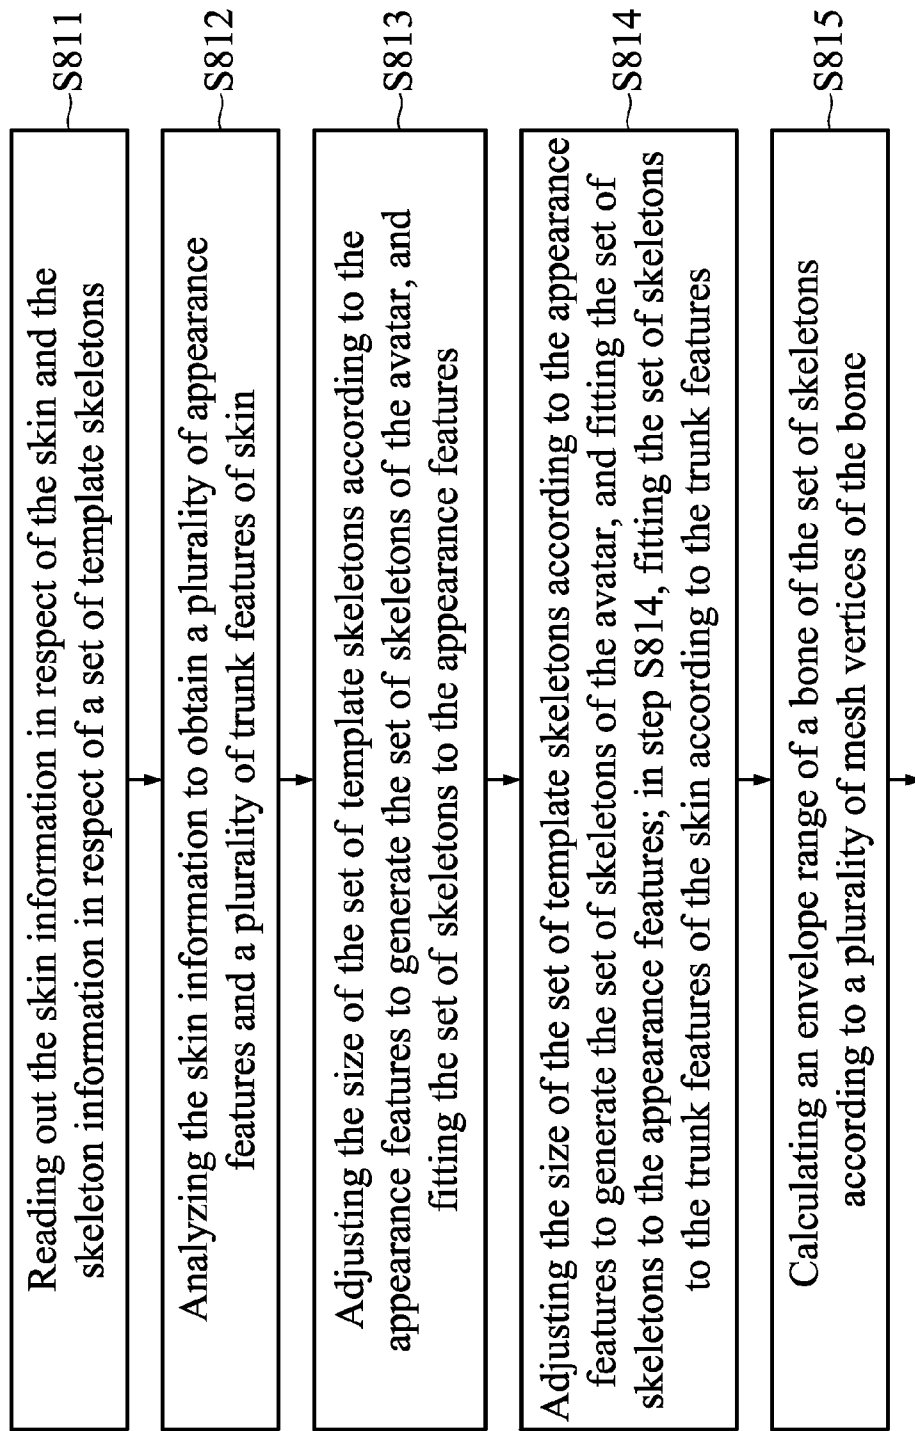 Reading out the skin information in respect of the skin and the
skeleton information in respect of a set of template skeletons
S811
Analyzing the skin information to obtain a plurality of appearance
features and a plurality of trunk features of skin
S812
Adjusting the size of the set of template skeletons according to the
appearance features to generate the set of skeletons of the avatar, and
fitting the set of skeletons to the appearance features
S813
Adjusting the size of the set of template skeletons according to the appearance
features to generate the set of skeletons of the avatar, and fitting the set of
skeletons to the appearance features; in step S814, fitting the set of skeletons
to the trunk features of the skin according to the trunk features
S814
Calculating an envelope range of a bone of the set of skeletons
according to a plurality of mesh vertices of the bone
S815